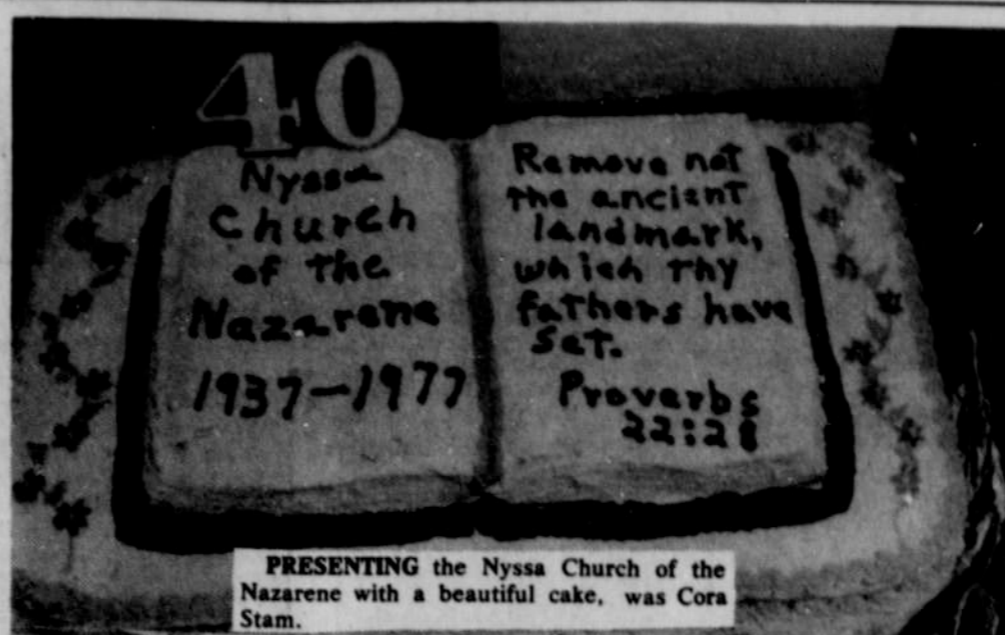 40
Nyssa
Church
of the
Nazarene
1937-1977
Remove not
the ancient
landmark,
which thy
fathers have
set.
Proverbs
22:28
PRESENTING the Nyssa Church of the
Nazarene with a beautiful cake, was Cora
Stam.